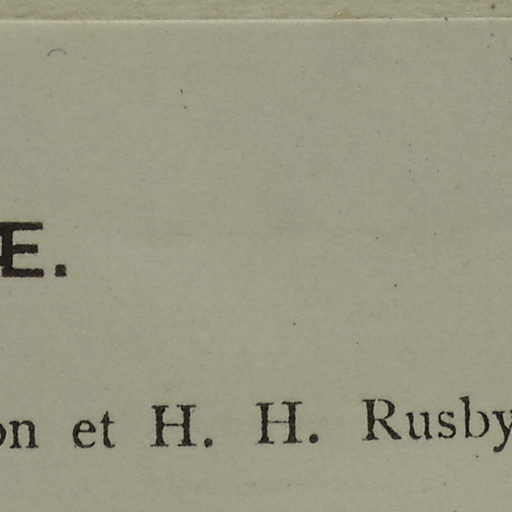 Æ.
on et H. H. Rusby